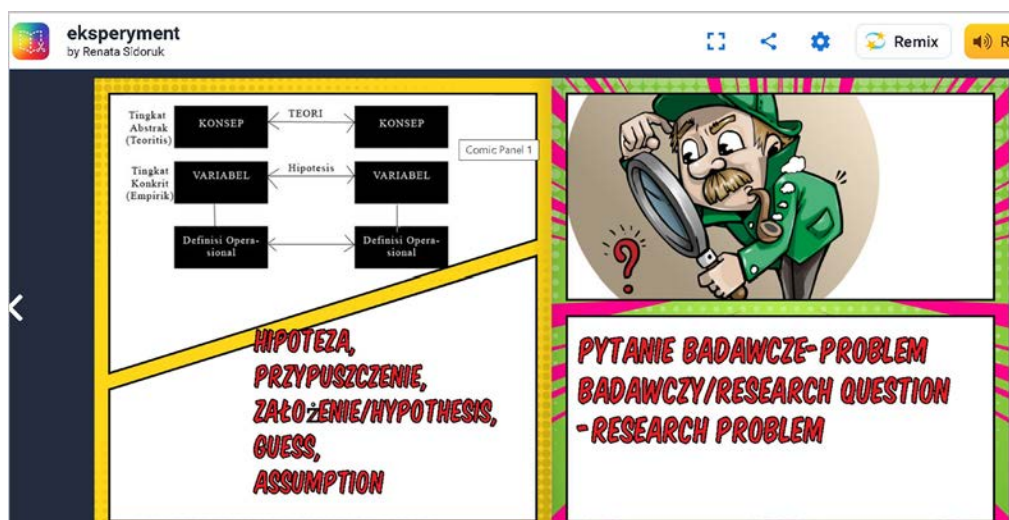 eksperyment
by Renata Sidoruk
Remix
R
Tingkat
Abstrak
(Teoritis)
KONSEP
TEORI
KONSEP
Comic Panel 1
Tingkat
Konkrit
(Empirik)
VARIABEL
Hipotesis
VARIABEL
Definisi Opera-
sional
Definisi Opera-
sional
HIPOTEZA,
PRZYPUSZCZENIE,
ZAŁOŻENIE/HYPOTHESIS,
GUESS,
ASSUMPTION
?
PYTANIE BADAWCZE-PROBLEM
BADAWCZY/RESEARCH QUESTION
-RESEARCH PROBLEM